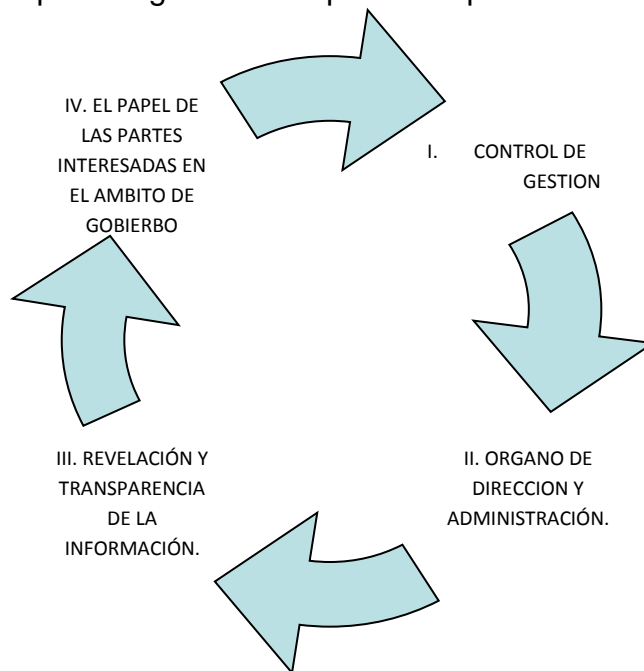 IV. EL PAPEL DE
LAS PARTES
INTERESADAS EN
EL AMBITO DE
GOBIERBO
I. CONTROL DE
GESTION
II. ORGANO DE
DIRECCION Y
ADMINISTRACIÓN.
III. REVELACIÓN Y
TRANSPARENCIA
DE LA
INFORMACIÓN.